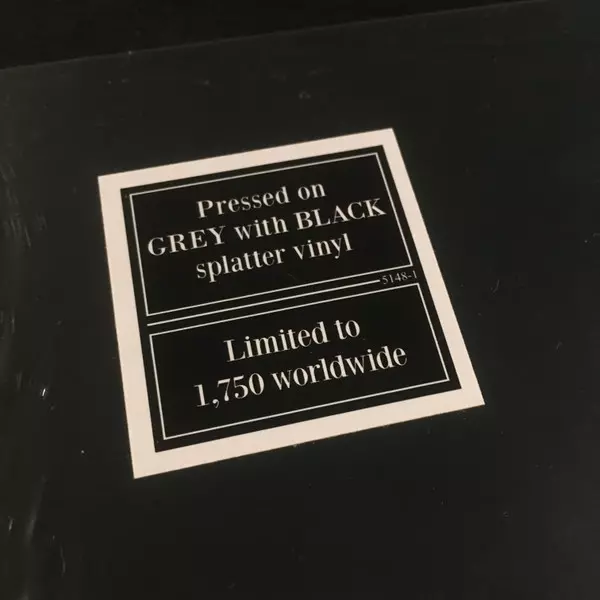 Pressed on
GREY with BLACK
splatter vinyl
5148-1
Limited to
1,750 worldwide